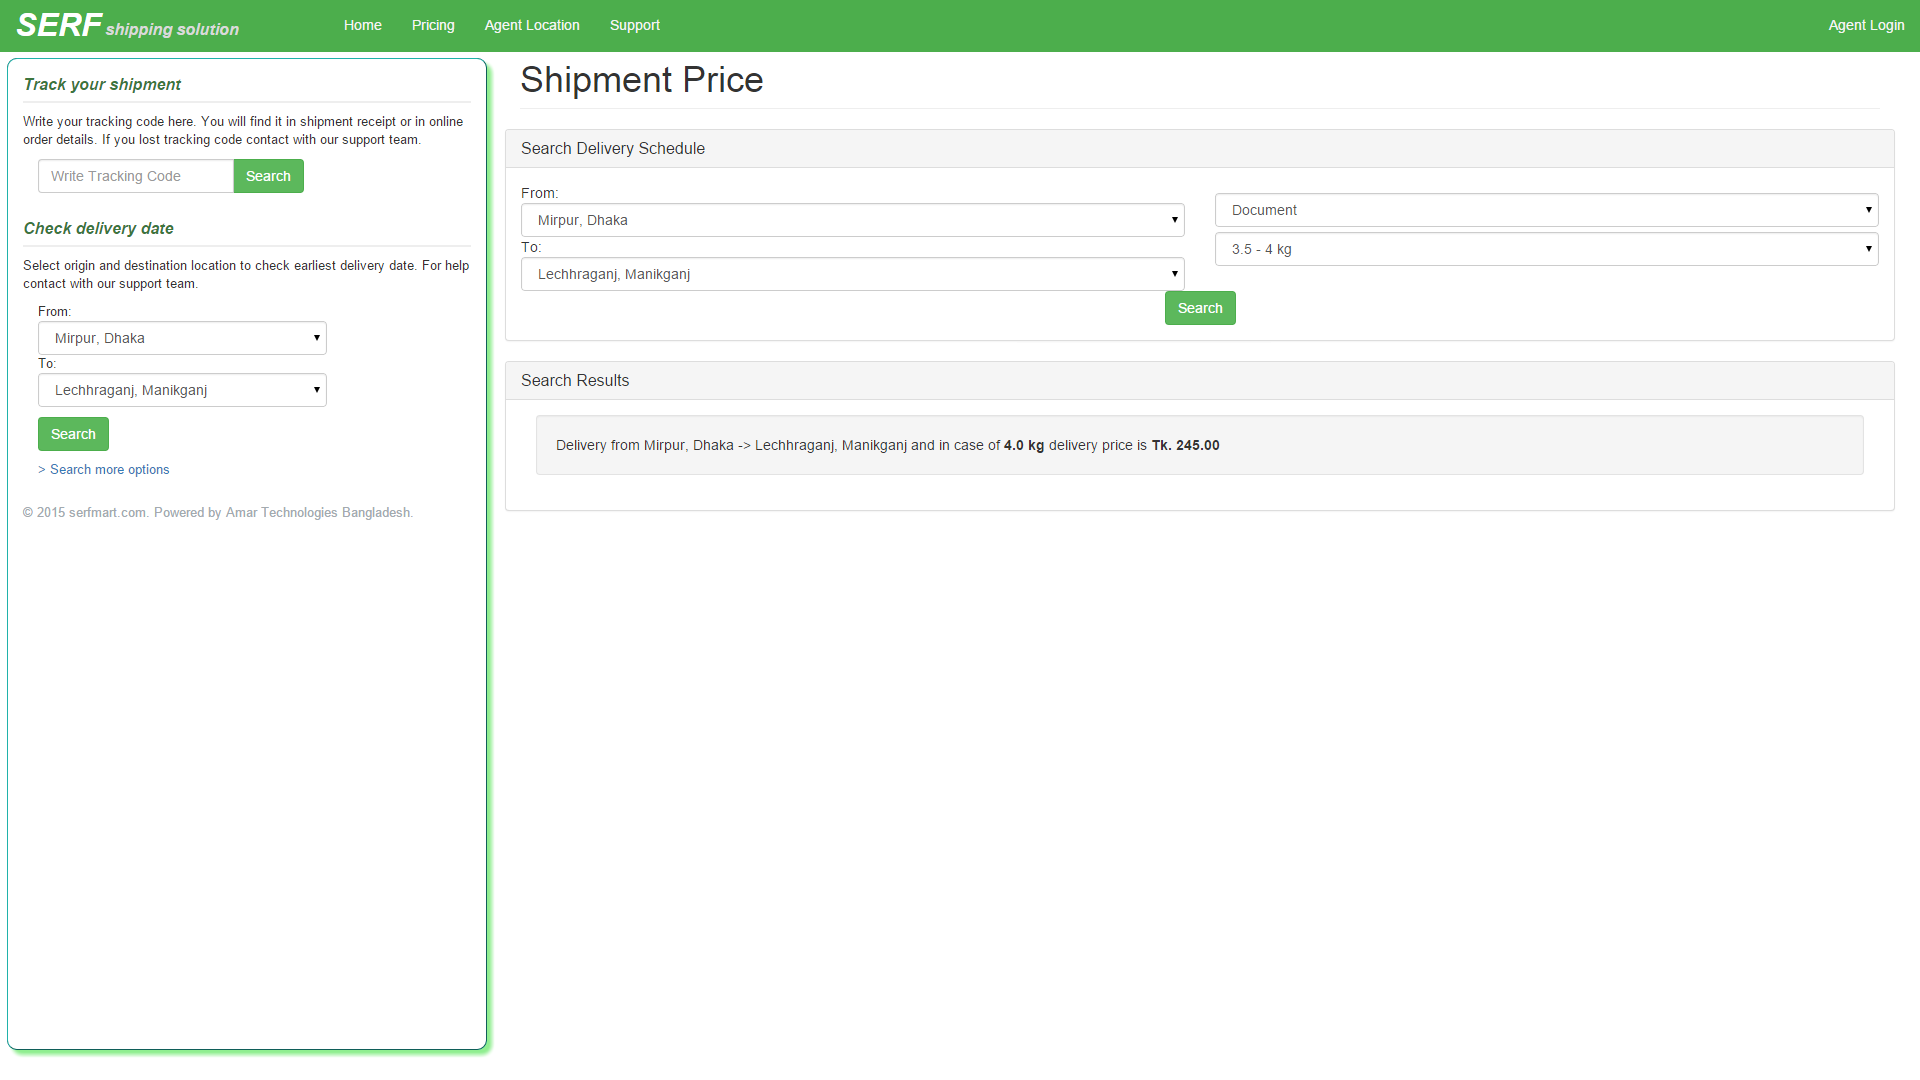 SERF shipping solution
Home Pricing Agent Location Support Agent Login
Track your shipment
Write your tracking code here. You will find it in shipment receipt or in online
order details. If you lost tracking code contact with our support team.
Write Tracking Code Search
Check delivery date
Select origin and destination location to check earliest delivery date. For help
contact with our support team.
From:
Mirpur, Dhaka
To:
Lechhraganj, Manikganj
Search
> Search more options
© 2015 serfmart.com. Powered by Amar Technologies Bangladesh.
Shipment Price
Search Delivery Schedule
From:
Mirpur, Dhaka
To:
Lechhraganj, Manikganj
Document
3.5 - 4 kg
Search
Search Results
Delivery from Mirpur, Dhaka -> Lechhraganj, Manikganj and in case of 4.0 kg delivery price is Tk. 245.00